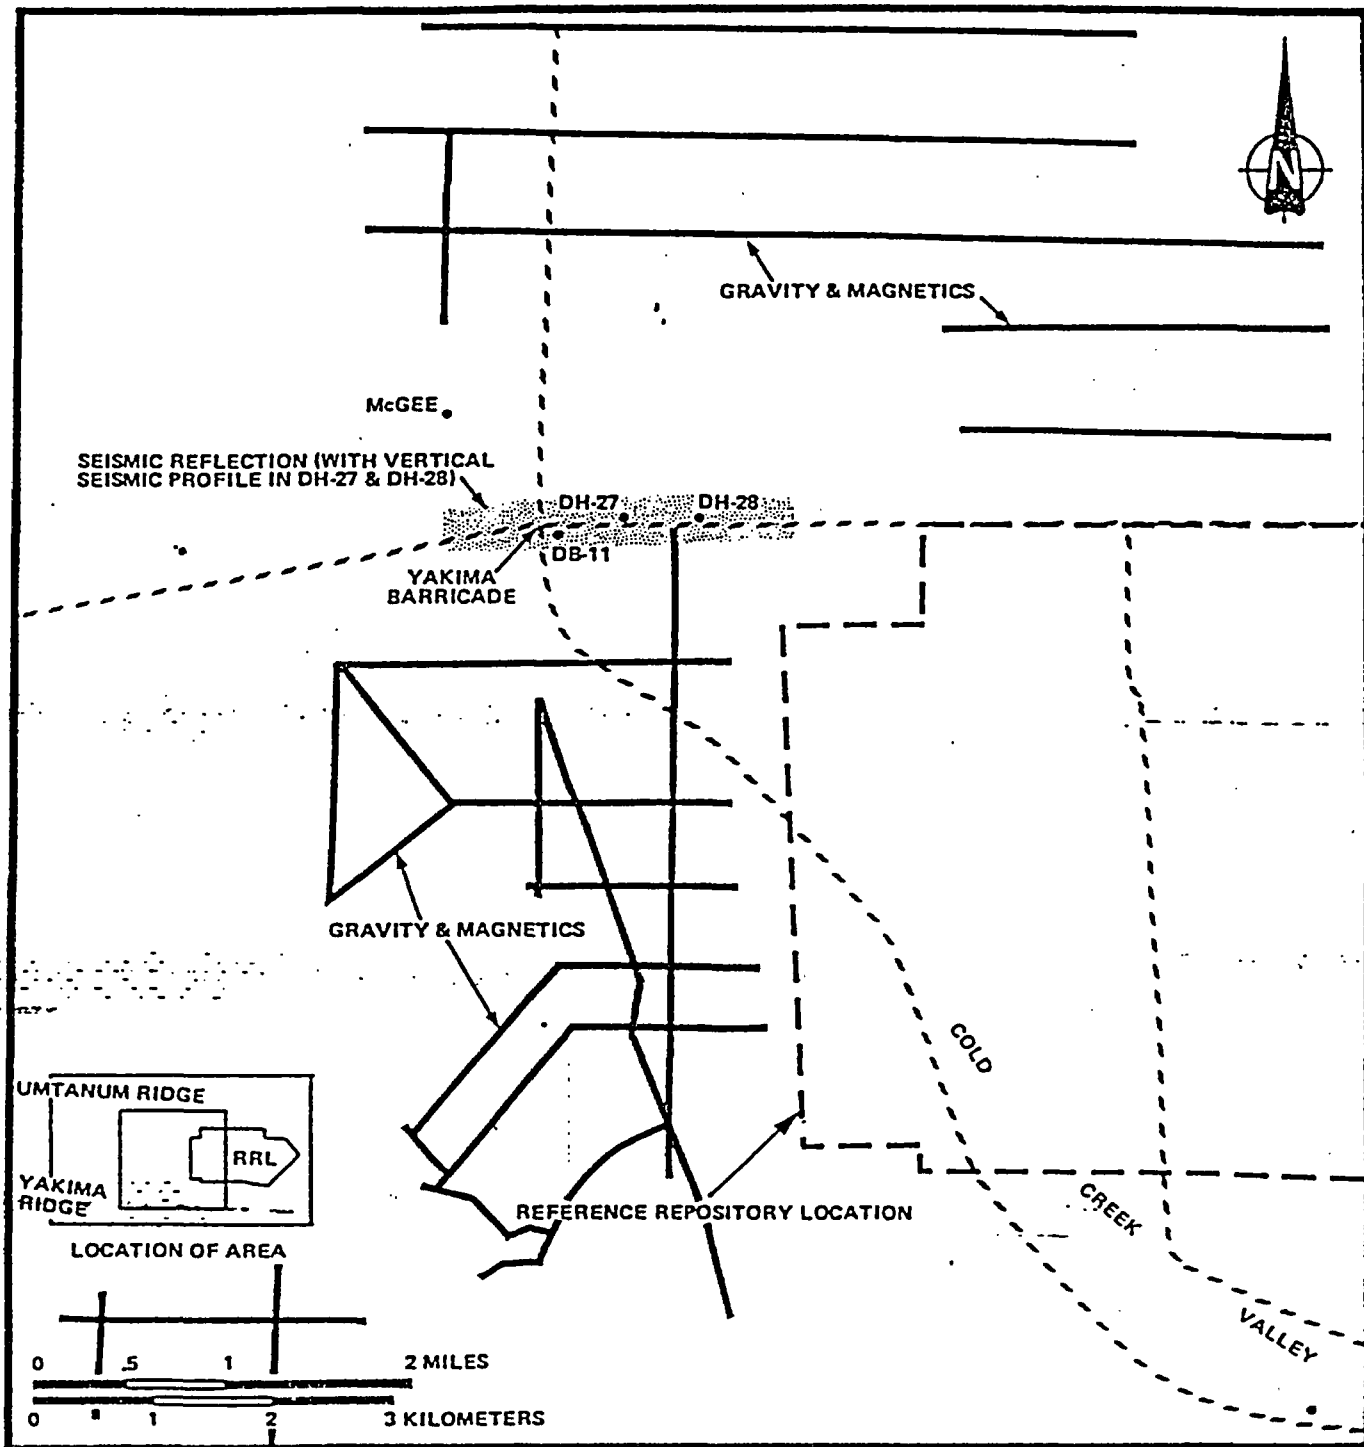 N
GRAVITY & MAGNETICS
McGEE
SEISMIC REFLECTION (WITH VERTICAL
SEISMIC PROFILE IN DH-27 & DH-28)
DH-27
DH-28
DB-11
YAKIMA
BARRICADE
GRAVITY & MAGNETICS
COLD
CREEK
VALLEY
UMTANUM RIDGE
RRL
YAKIMA
RIDGE
REFERENCE REPOSITORY LOCATION
LOCATION OF AREA
0 .5 1 2 MILES
0 1 2 3 KILOMETERS